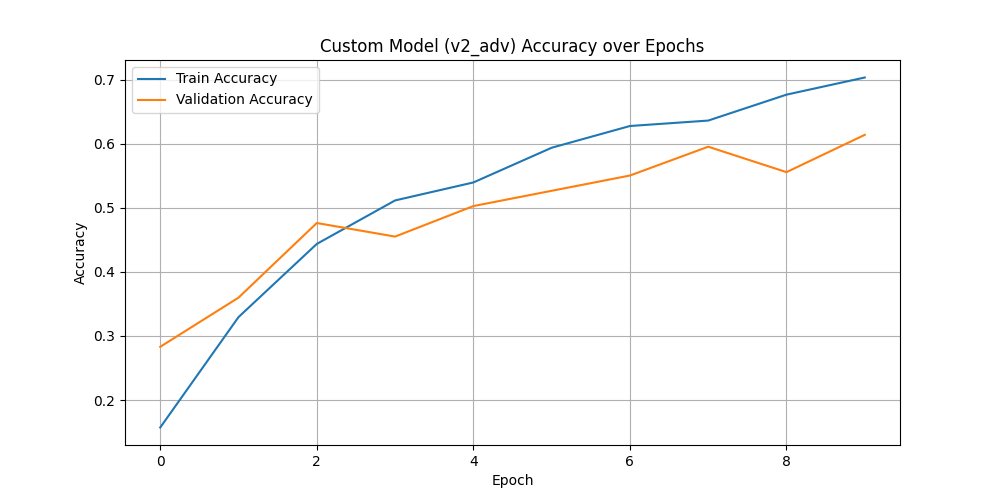 Custom Model (v2_adv) Accuracy over Epochs
Train Accuracy
Validation Accuracy
0.7
0.6
0.5
0.4
0.3
0.2
Accuracy
0 2 4 6 8
Epoch